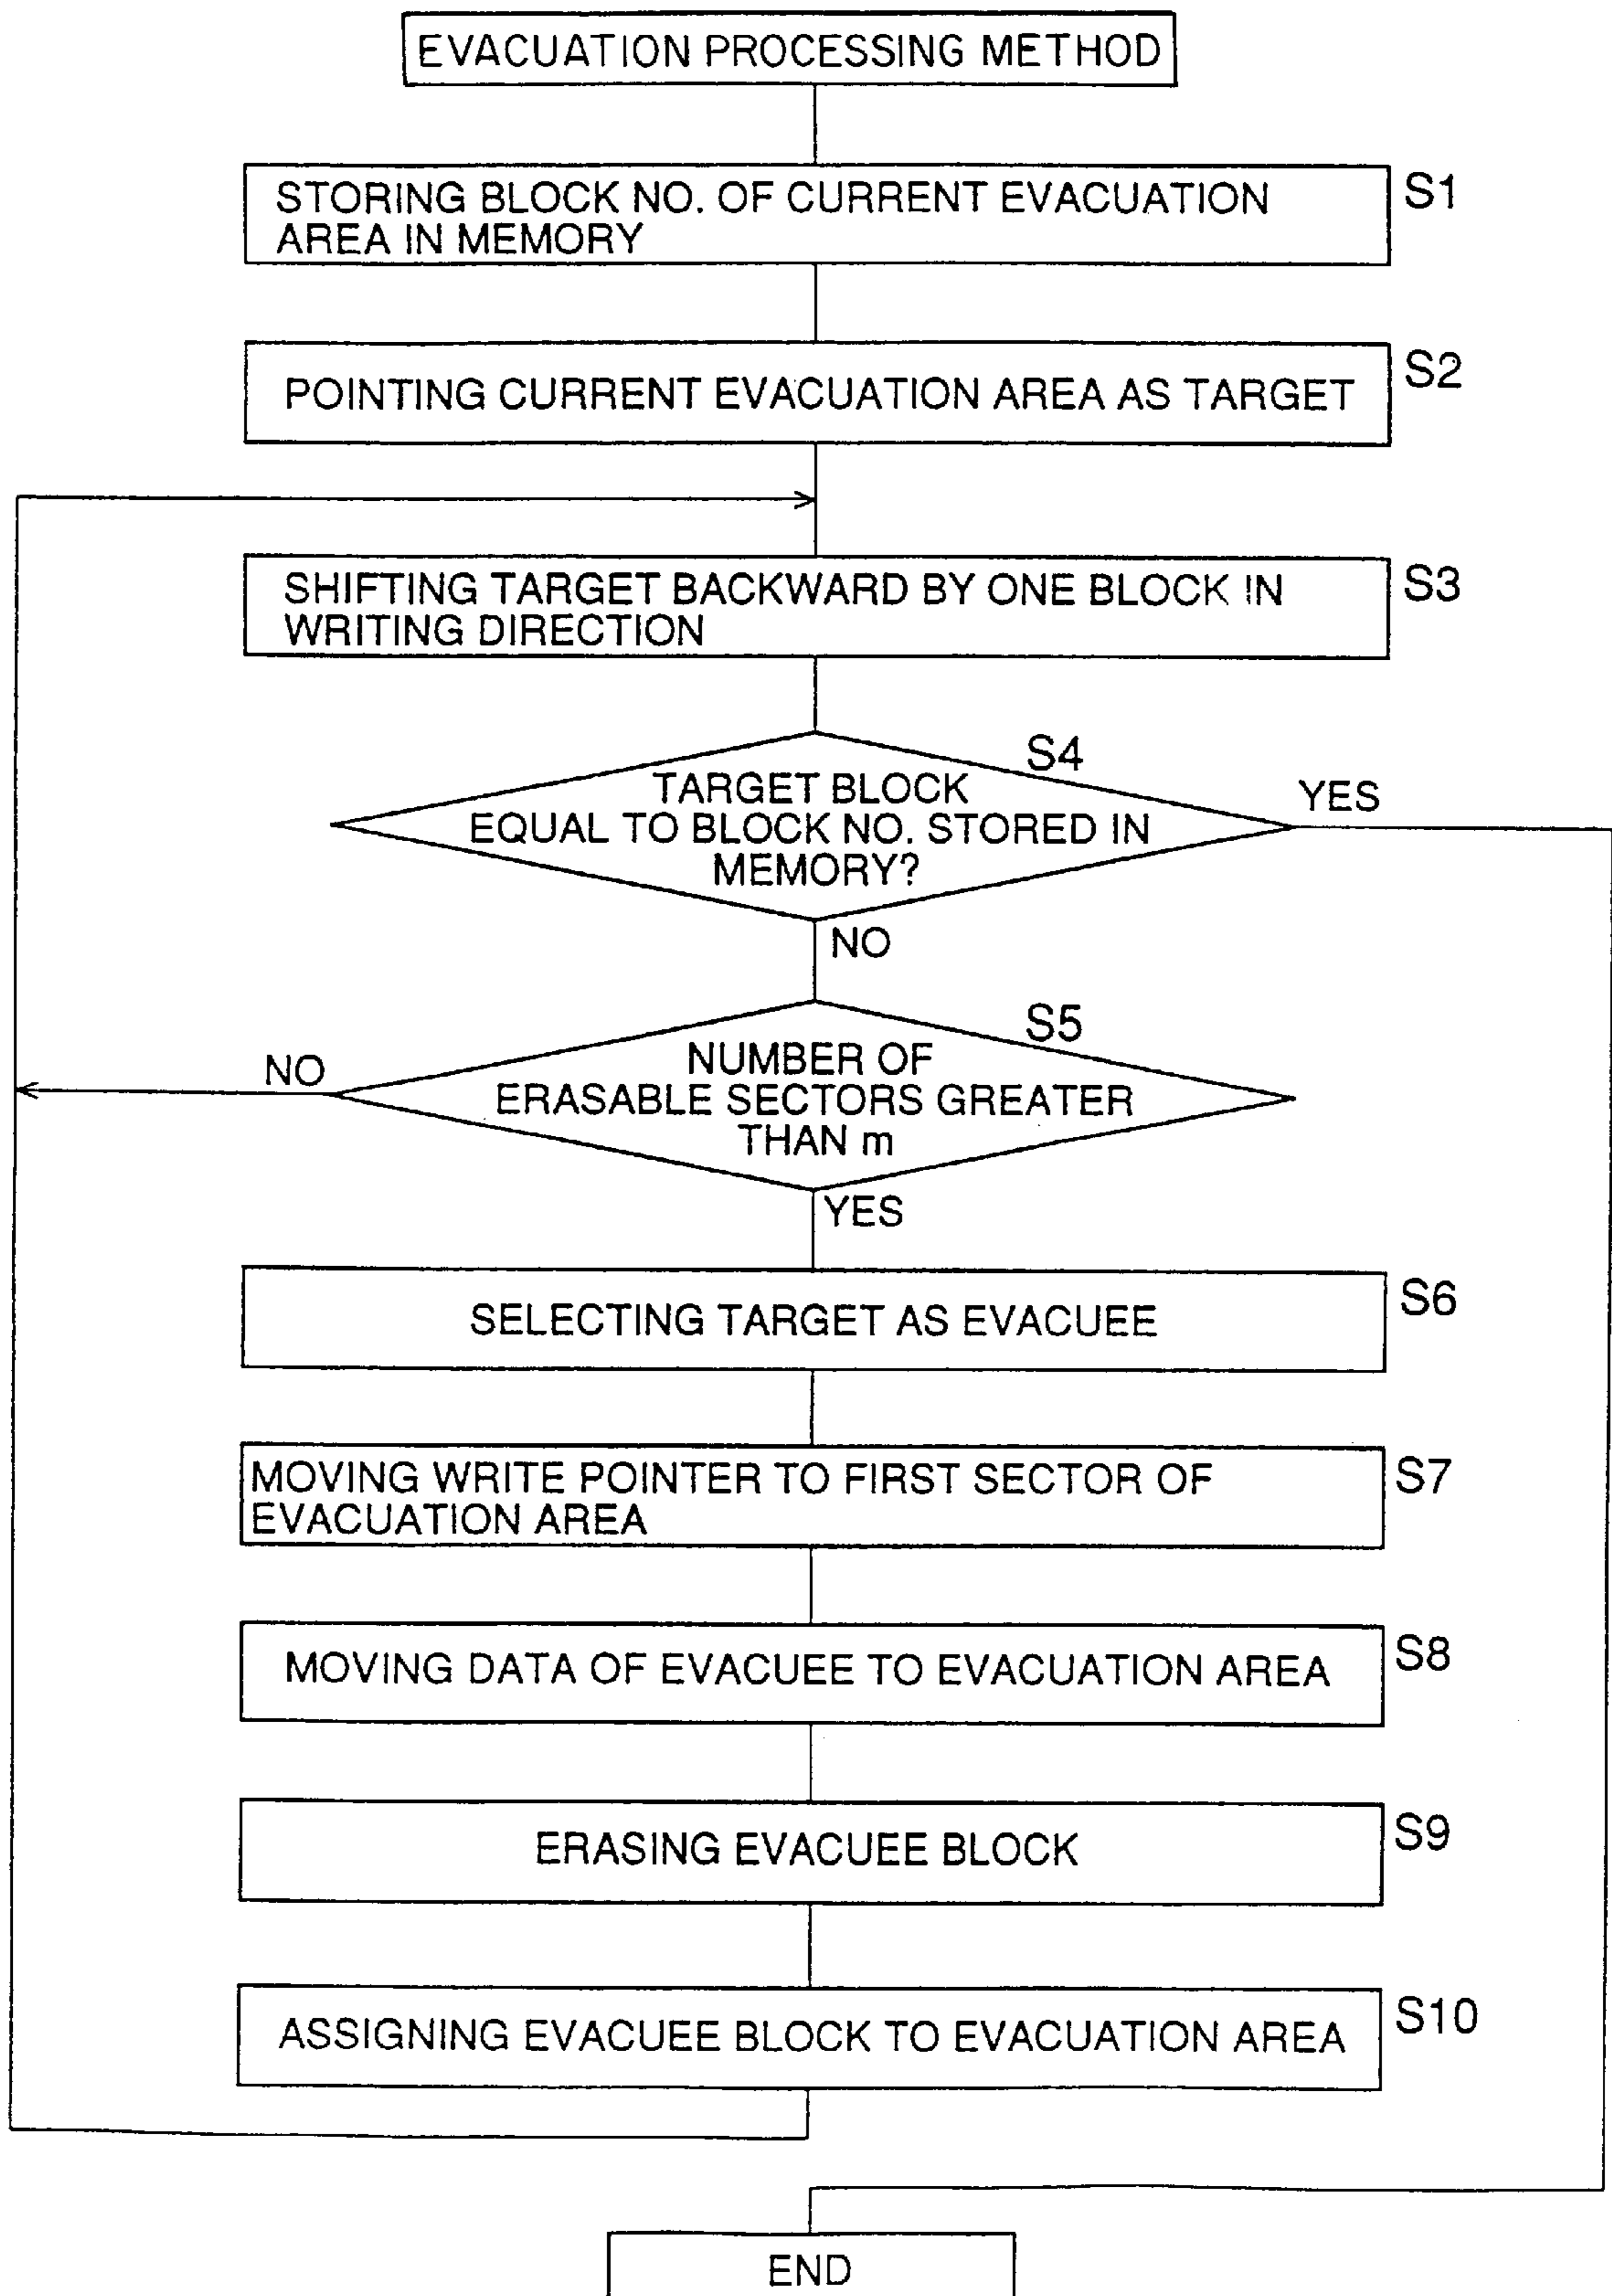 EVACUATION PROCESSING METHOD
STORING BLOCK NO. OF CURRENT EVACUATION
AREA IN MEMORY
S1
POINTING CURRENT EVACUATION AREA AS TARGET
S2
SHIFTING TARGET BACKWARD BY ONE BLOCK IN
WRITING DIRECTION
S3
S4
TARGET BLOCK
EQUAL TO BLOCK NO. STORED IN
MEMORY?
YES
NO
S5
NUMBER OF
ERASABLE SECTORS GREATER
THAN m
NO
YES
SELECTING TARGET AS EVACUEE
S6
MOVING WRITE POINTER TO FIRST SECTOR OF
EVACUATION AREA
S7
MOVING DATA OF EVACUEE TO EVACUATION AREA
S8
ERASING EVACUEE BLOCK
S9
ASSIGNING EVACUEE BLOCK TO EVACUATION AREA
S10
END